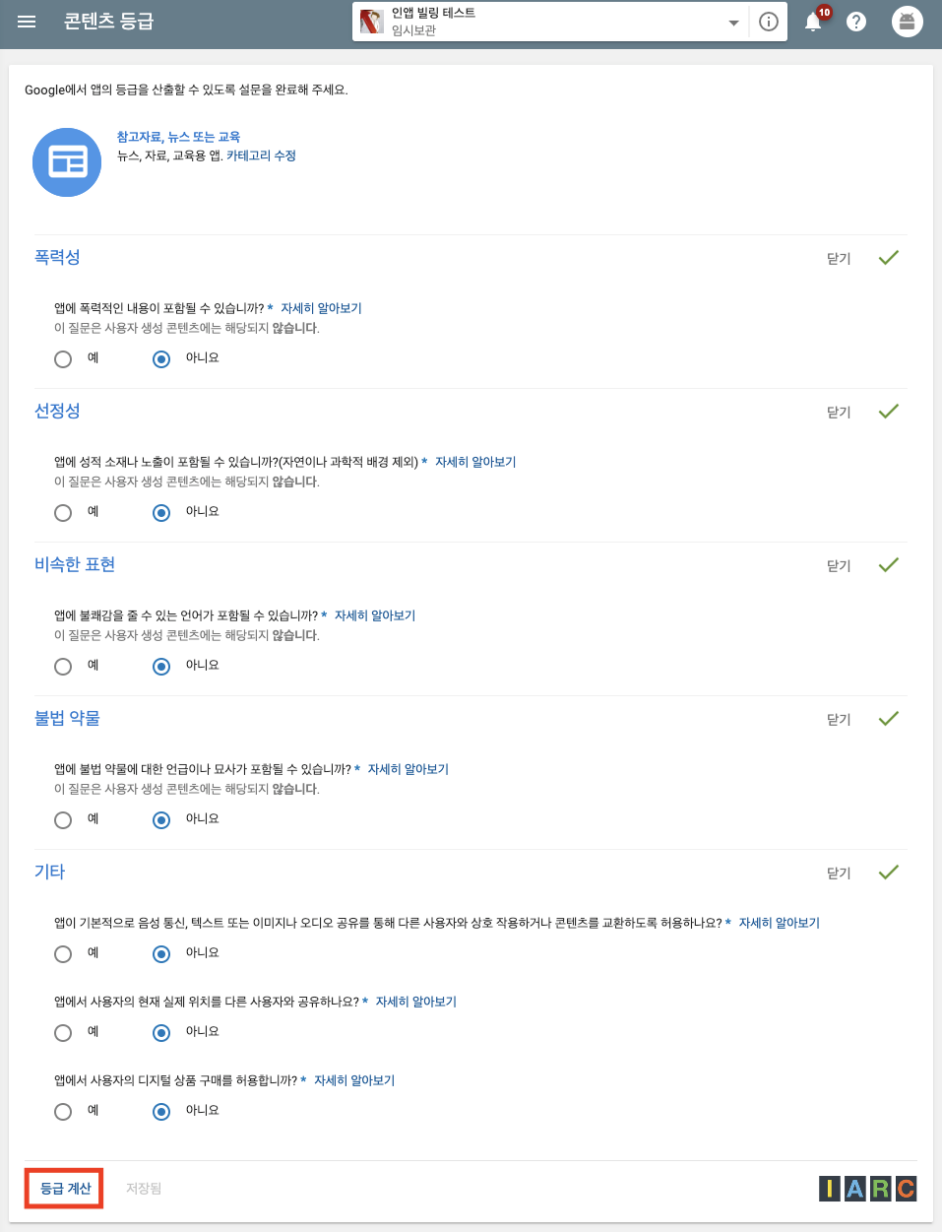 콘텐츠 등급
인앱 빌링 테스트
임시보관
10
Google에서 앱의 등급을 산출할 수 있도록 설문을 완료해 주세요.
참고자료, 뉴스 또는 교육
뉴스, 자료, 교육용 앱. 카테고리 수정
폭력성 닫기
앱에 폭력적인 내용이 포함될 수 있습니까? * 자세히 알아보기
이 질문은 사용자 생성 콘텐츠에는 해당되지 않습니다.
예 아니요
선정성 닫기
앱에 성적 소재나 노출이 포함될 수 있습니까?(자연이나 과학적 배경 제외) * 자세히 알아보기
이 질문은 사용자 생성 콘텐츠에는 해당되지 않습니다.
예 아니요
비속한 표현 닫기
앱에 불쾌감을 줄 수 있는 언어가 포함될 수 있습니까? * 자세히 알아보기
이 질문은 사용자 생성 콘텐츠에는 해당되지 않습니다.
예 아니요
불법 약물 닫기
앱에 불법 약물에 대한 언급이나 묘사가 포함될 수 있습니까? * 자세히 알아보기
이 질문은 사용자 생성 콘텐츠에는 해당되지 않습니다.
예 아니요
기타 닫기
앱이 기본적으로 음성 통신, 텍스트 또는 이미지나 오디오 공유를 통해 다른 사용자와 상호 작용하거나 콘텐츠를 교환하도록 허용하나요? * 자세히 알아보기
예 아니요
앱에서 사용자의 현재 실제 위치를 다른 사용자와 공유하나요? * 자세히 알아보기
예 아니요
앱에서 사용자의 디지털 상품 구매를 허용합니까? * 자세히 알아보기
예 아니요
등급 계산 저장됨 IARC